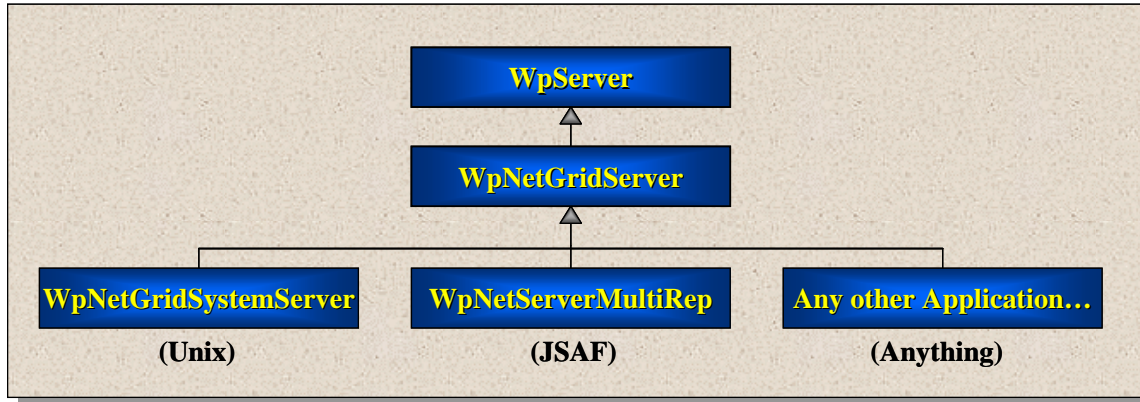 WpServer
WpNetGridServer
WpNetGridSystemServer
WpNetServerMultiRep
Any other Application…
(Unix)
(JSAF)
(Anything)